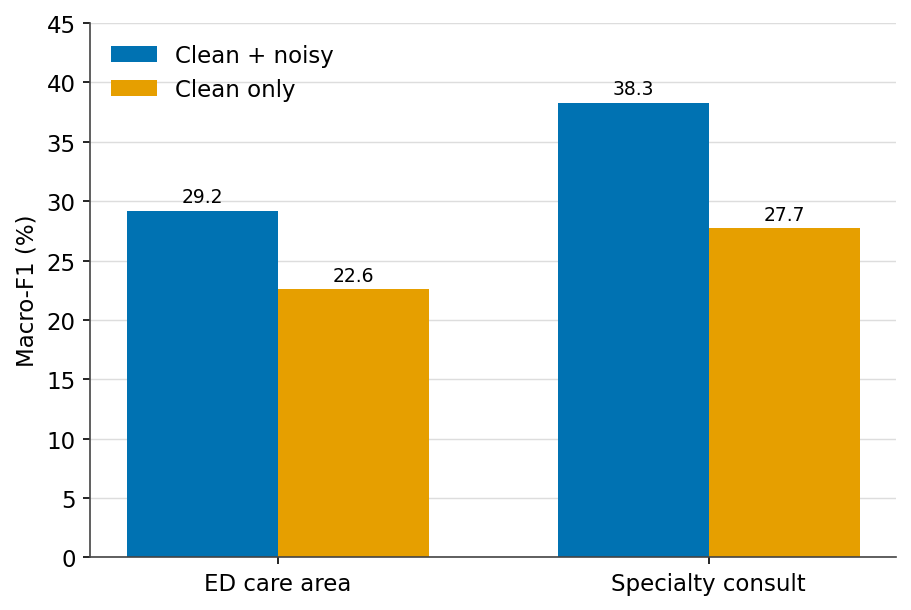 45
40
35
30
25
20
15
10
5
0
Macro-F1 (%)
Clean + noisy
Clean only
29.2
22.6
38.3
27.7
ED care area
Specialty consult